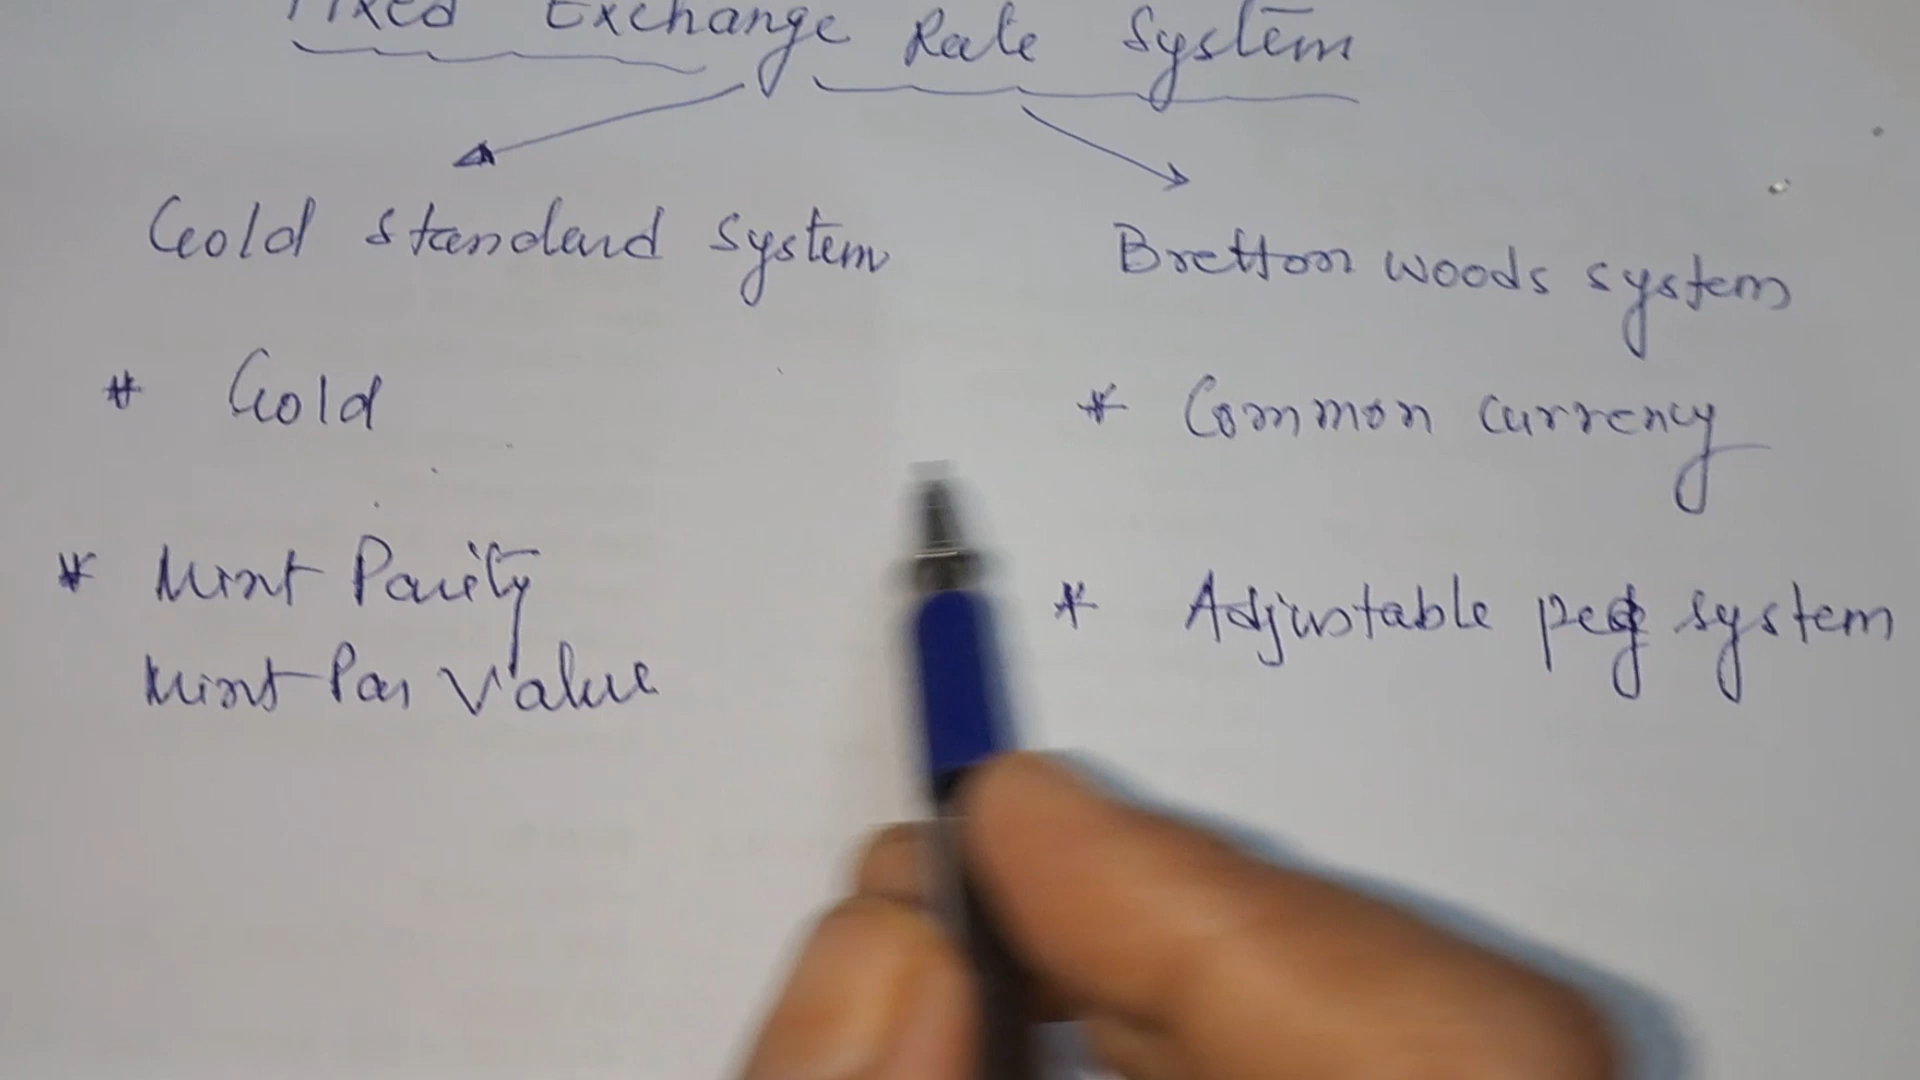 Fixed Exchange Rate System
Gold standard system
* Gold
* Mint Parity
Mint Par Value
Bretton woods system
* Common currency
* Adjustable peg system